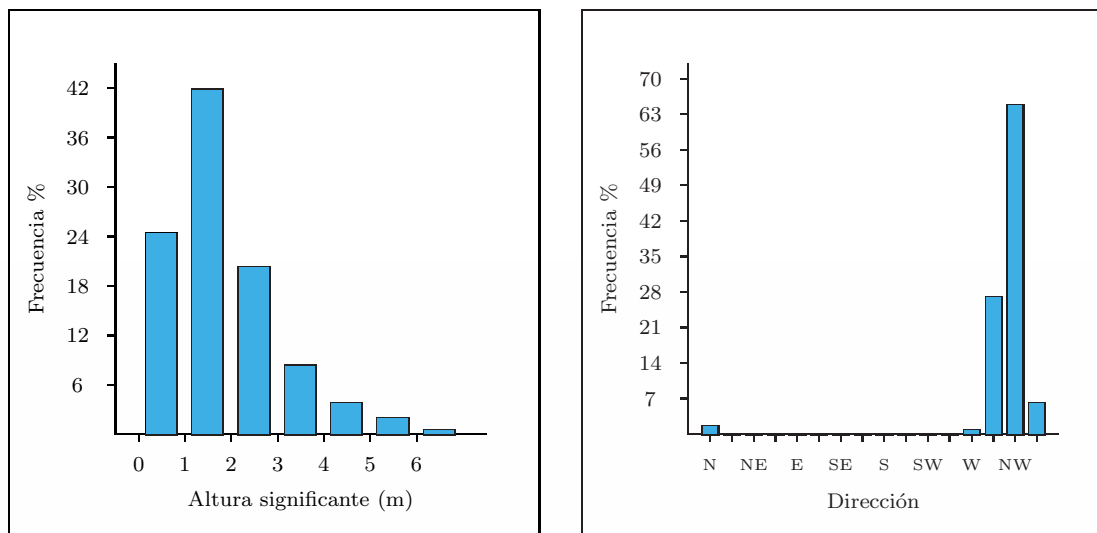 Frecuencia %
42
36
30
24
18
12
6
0 1 2 3 4 5 6
Altura significante (m)
Frecuencia %
70
63
56
49
42
35
28
21
14
7
N NE E SE S SW W NW
Dirección